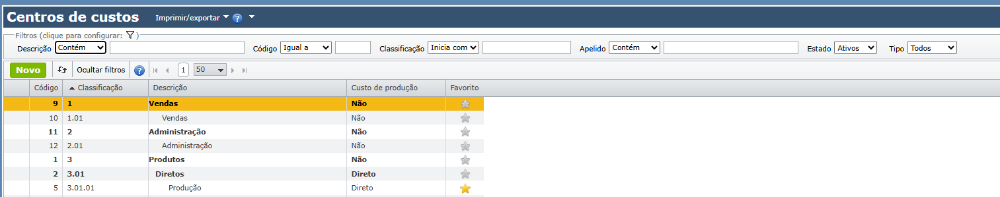 Centros de custos Imprimir/exportar ?
Filtros (clique para configurar: )
Descrição Contém Código Igual a Classificação Inicia com Apelido Contém Estado Ativos Tipo Todos
Novo Ocultar filtros ? 1 50
Código Classificação Descrição Custo de produção Favorito
9 1 Vendas Não
10 1.01 Vendas Não
11 2 Administração Não
12 2.01 Administração Não
1 3 Produtos Não
2 3.01 Diretos Direto
5 3.01.01 Produção Direto